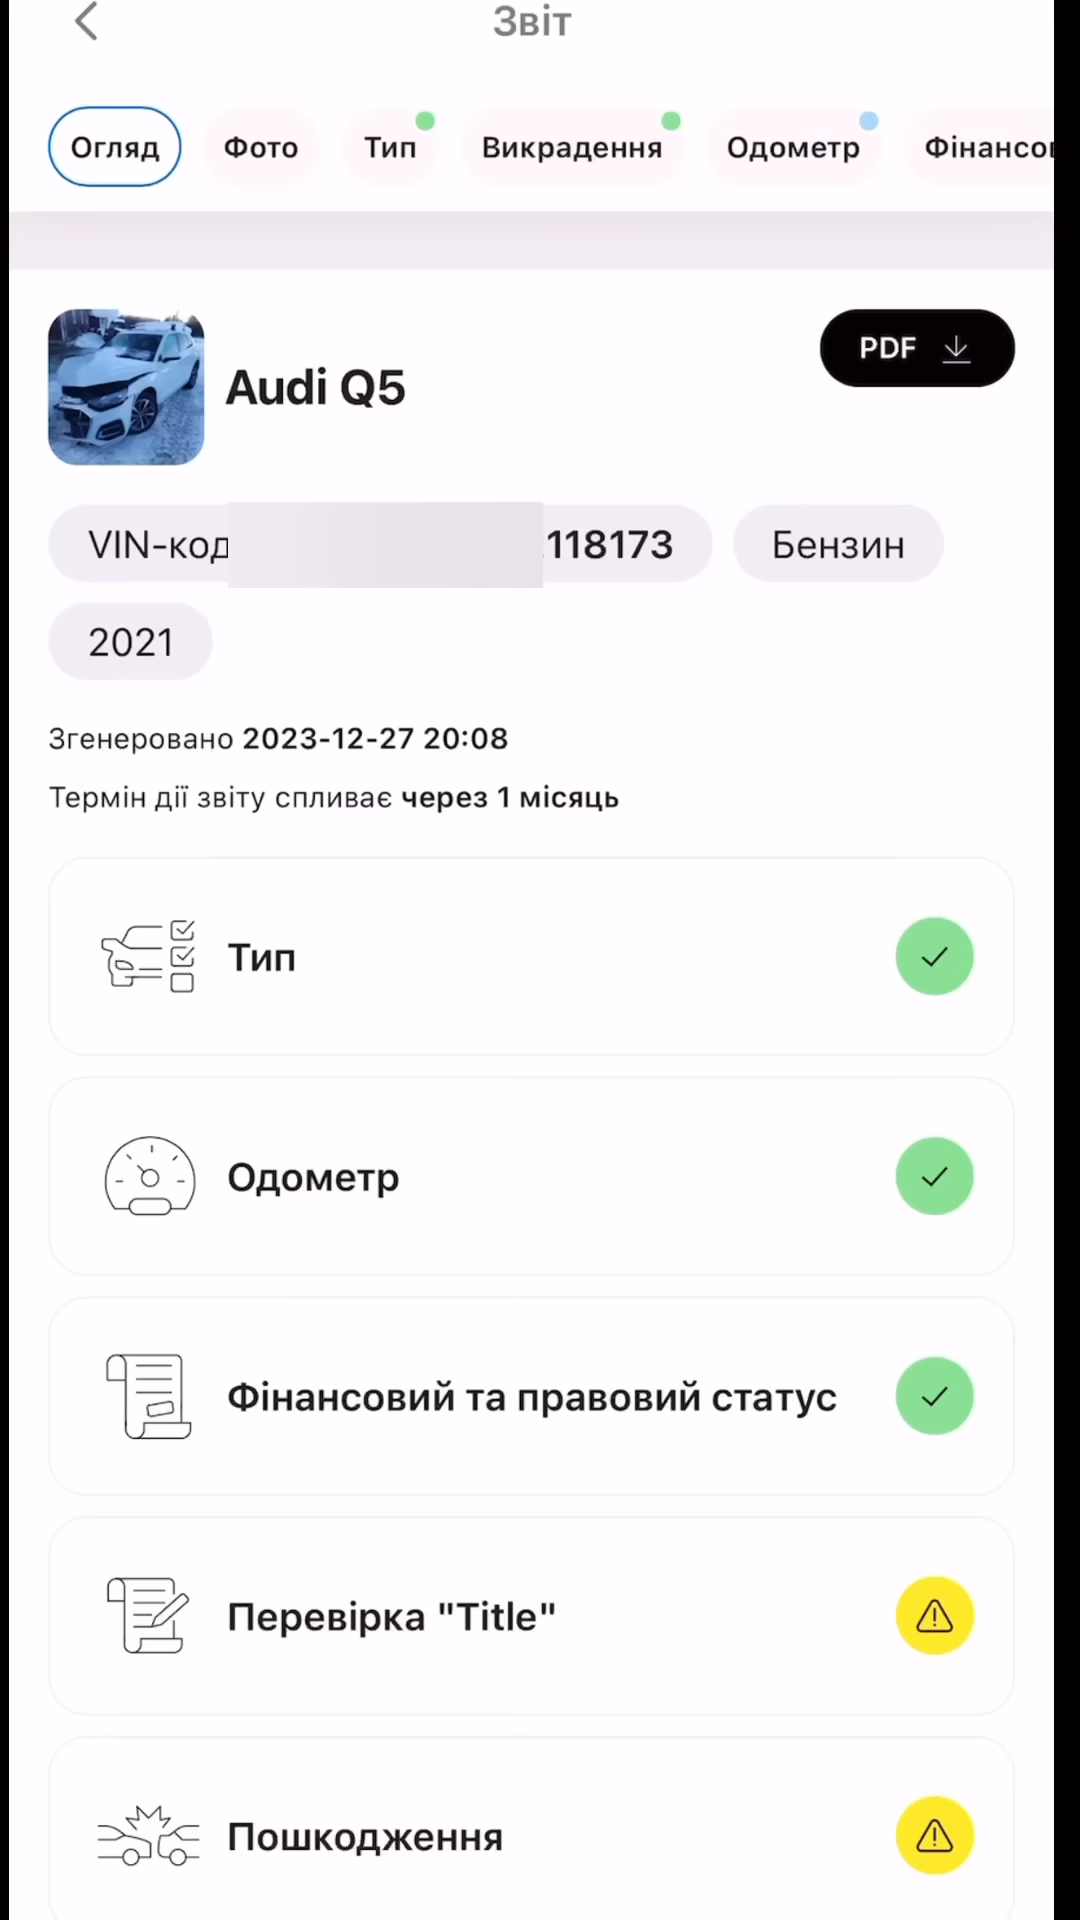 Звіт
Огляд Фото Тип Викрадення Одометр Фінансов
Audi Q5
PDF
VIN-код 118173 Бензин
2021
Згенеровано 2023-12-27 20:08
Термін дії звіту спливає через 1 місяць
Тип
Одометр
Фінансовий та правовий статус
Перевірка "Title"
Пошкодження